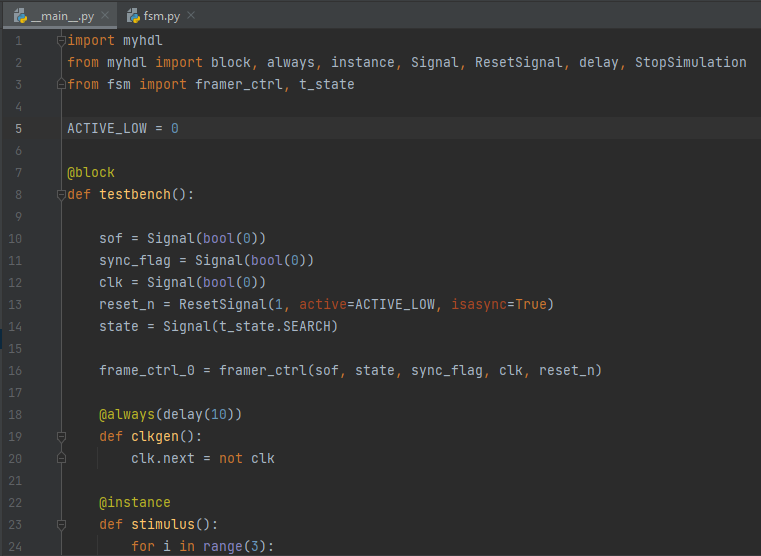 __main__.py
fsm.py
1 import myhdl
2 from myhdl import block, always, instance, Signal, ResetSignal, delay, StopSimulation
3 from fsm import framer_ctrl, t_state
4
5 ACTIVE_LOW = 0
6
7 @block
8 def testbench():
9
10     sof = Signal(bool(0))
11     sync_flag = Signal(bool(0))
12     clk = Signal(bool(0))
13     reset_n = ResetSignal(1, active=ACTIVE_LOW, isasync=True)
14     state = Signal(t_state.SEARCH)
15
16     frame_ctrl_0 = framer_ctrl(sof, state, sync_flag, clk, reset_n)
17
18     @always(delay(10))
19     def clkgen():
20         clk.next = not clk
21
22     @instance
23     def stimulus():
24         for i in range(3):